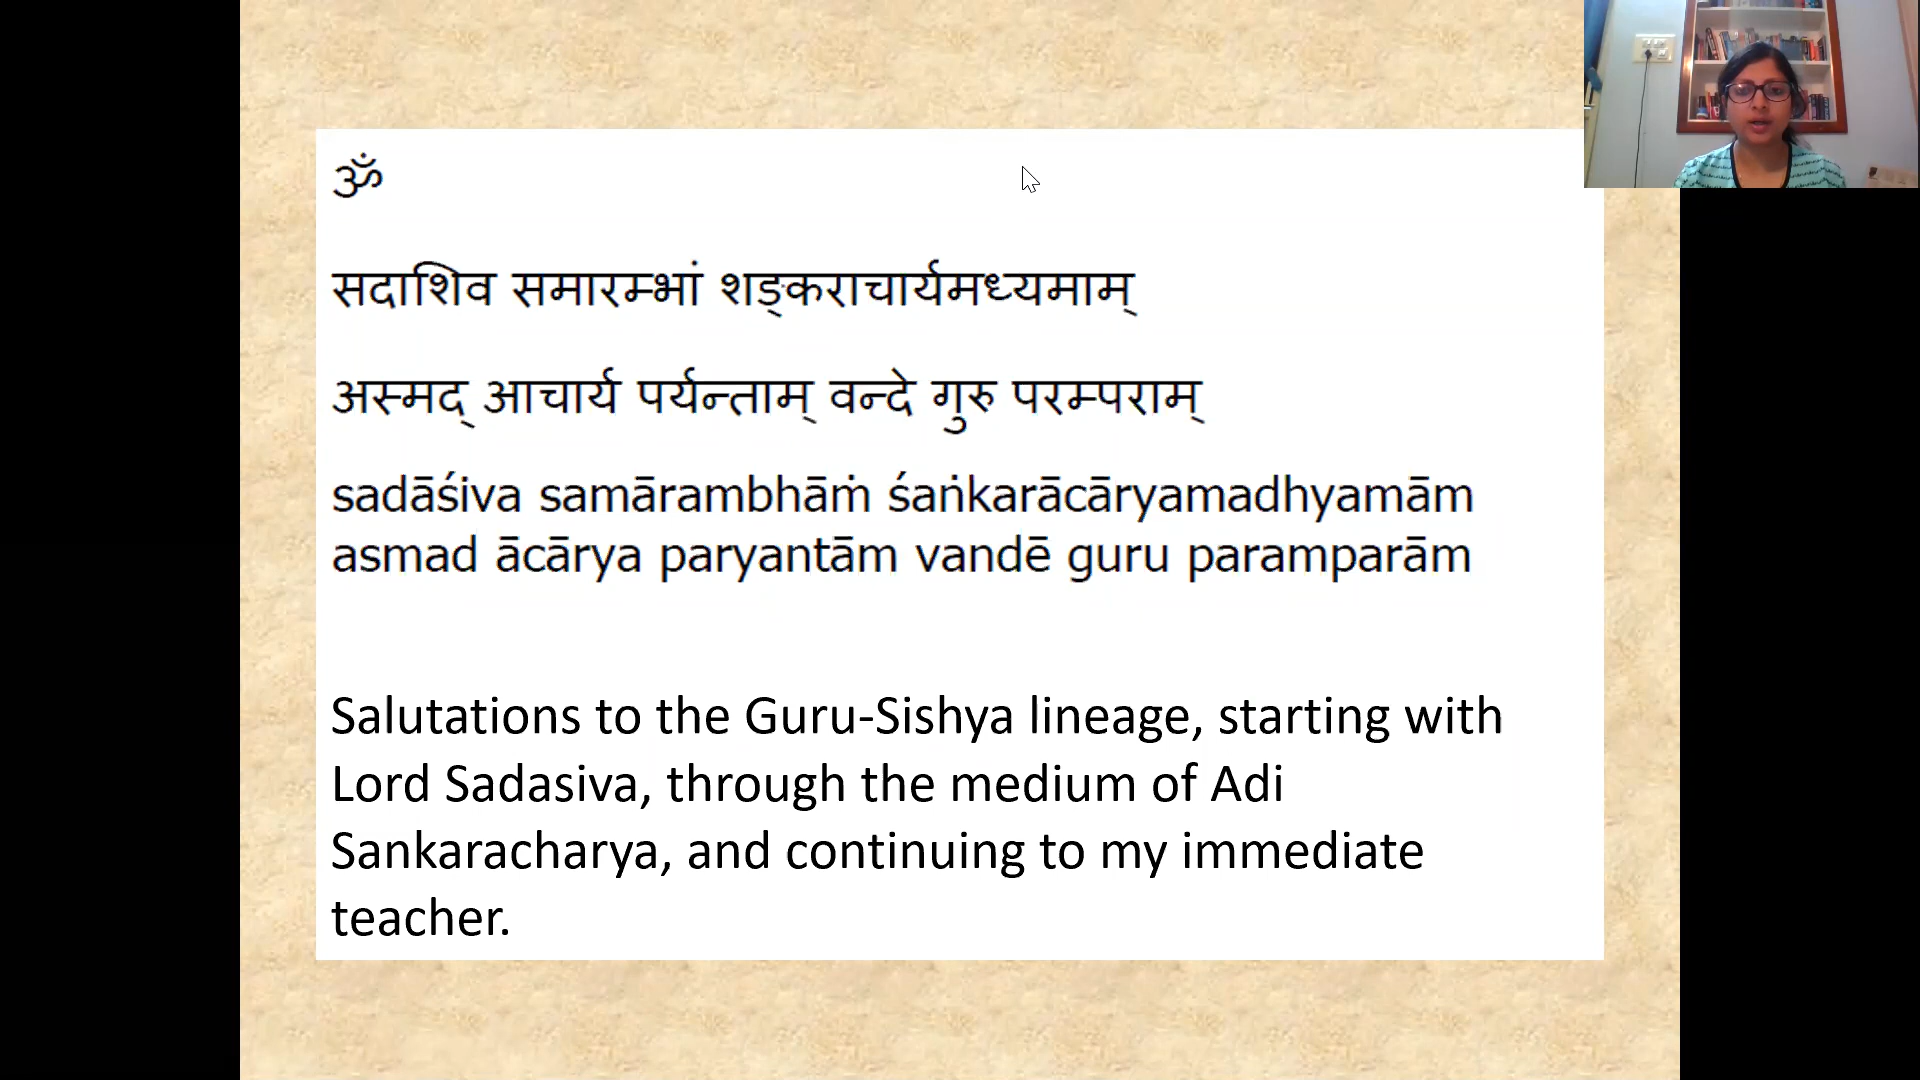 ॐ
सदाशिव समारम्भां शङ्कराचार्यमध्यमाम्
अस्मद् आचार्य पर्यन्ताम् वन्दे गुरु परम्पराम्
sadāśiva samārambhāṁ śaṅkarācāryamadhyamām
asmad ācārya paryantām vandē guru paramparām
Salutations to the Guru-Sishya lineage, starting with
Lord Sadasiva, through the medium of Adi
Sankaracharya, and continuing to my immediate
teacher.